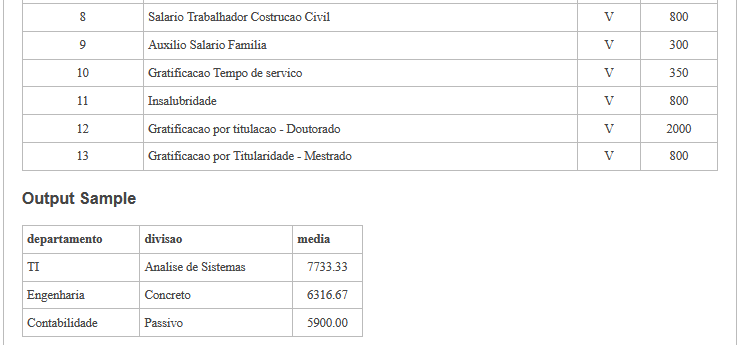 8 Salario Trabalhador Costrucao Civil V 800
9 Auxilio Salario Familia V 300
10 Gratificacao Tempo de servico V 350
11 Insalubridade V 800
12 Gratificacao por titulacao - Doutorado V 2000
13 Gratificacao por Titularidade - Mestrado V 800
Output Sample
departamento divisao media
TI Analise de Sistemas 7733.33
Engenharia Concreto 6316.67
Contabilidade Passivo 5900.00